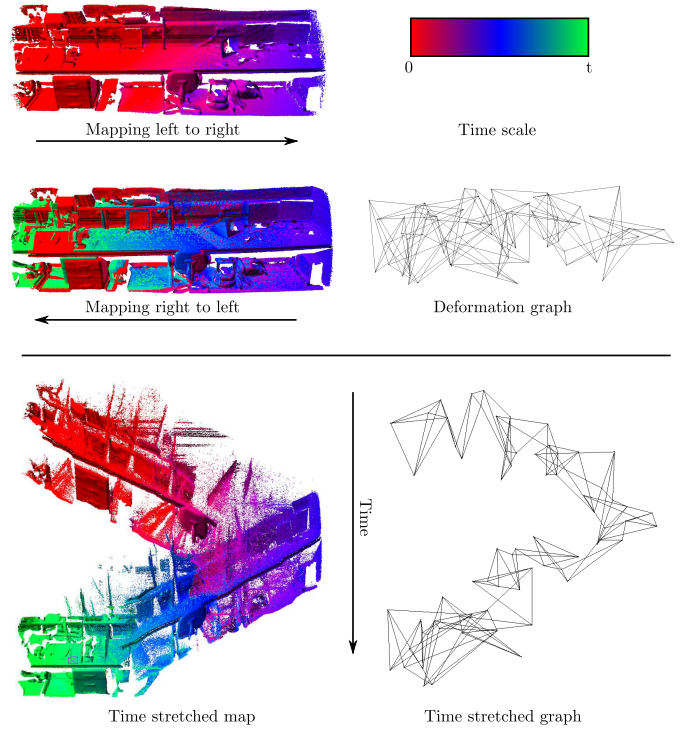 0 t
Mapping left to right
Time scale
Mapping right to left
Deformation graph
Time
Time stretched map
Time stretched graph